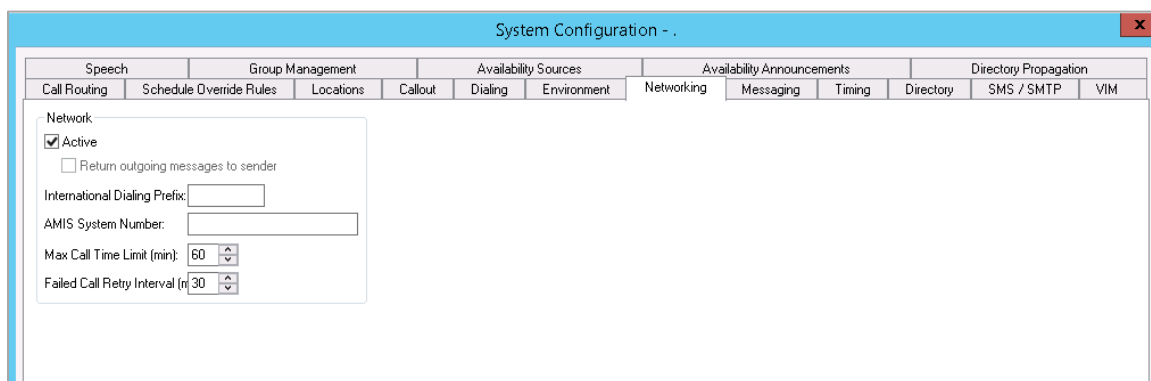 System Configuration - .
x
Speech Group Management Availability Sources Availability Announcements Directory Propagation
Call Routing Schedule Override Rules Locations Callout Dialing Environment Networking Messaging Timing Directory SMS / SMTP VIM
Network
Active
Return outgoing messages to sender
International Dialing Prefix:
AMIS System Number:
Max Call Time Limit (min): 60
Failed Call Retry Interval (m 30